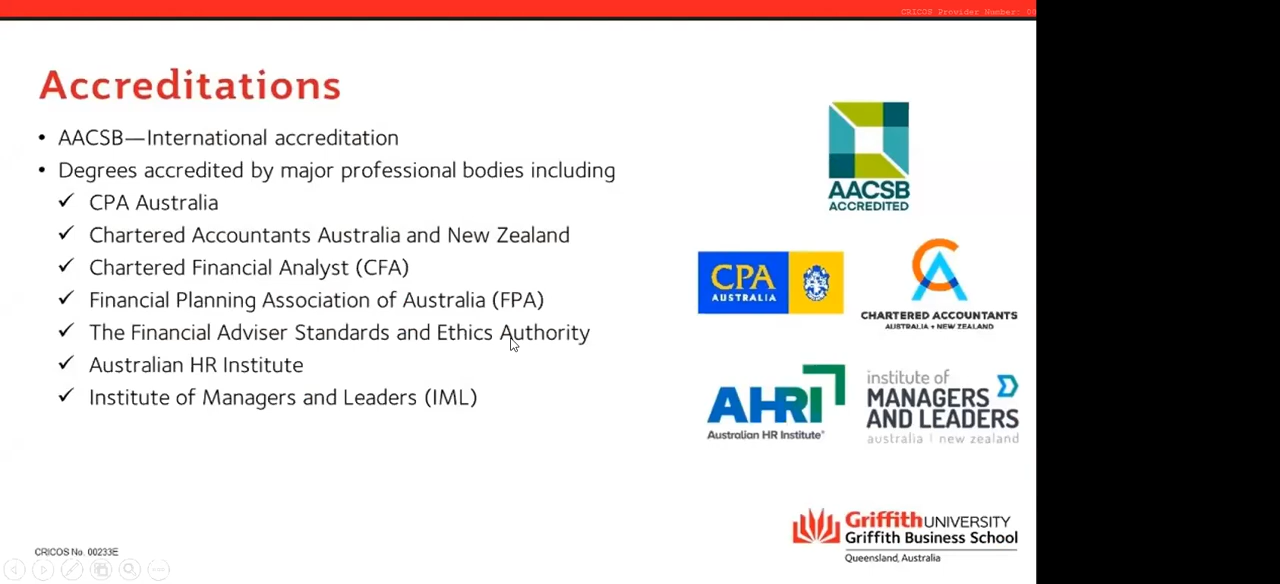 CRICOS Provider Number: 00
Accreditations
• AACSB—International accreditation
• Degrees accredited by major professional bodies including
✓ CPA Australia
✓ Chartered Accountants Australia and New Zealand
✓ Chartered Financial Analyst (CFA)
✓ Financial Planning Association of Australia (FPA)
✓ The Financial Adviser Standards and Ethics Authority
✓ Australian HR Institute
✓ Institute of Managers and Leaders (IML)
AACSB
ACCREDITED
CPA
AUSTRALIA
CA
CHARTERED ACCOUNTANTS
AUSTRALIA + NEW ZEALAND
AHRI
Australian HR Institute®
institute of
MANAGERS
AND LEADERS
australia | new zealand
Griffith UNIVERSITY
Griffith Business School
Queensland, Australia
CRICOS No. 00233E